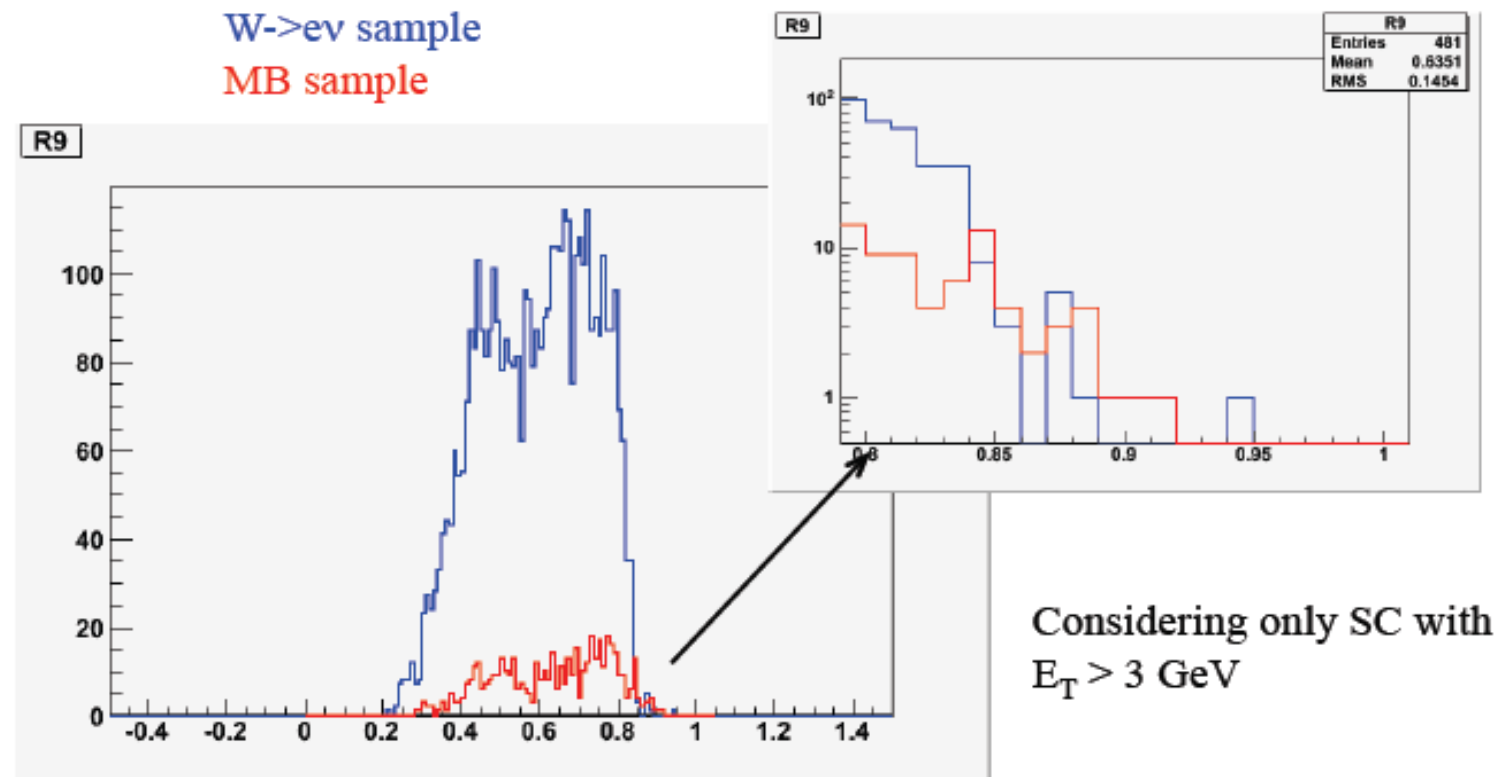 W->eν sample
MB sample
R9
100
80
60
40
20
0
-0.4 -0.2 0 0.2 0.4 0.6 0.8 1 1.2 1.4
R9
R9
Entries 481
Mean 0.6351
RMS 0.1454
10²
10
1
0.8 0.85 0.9 0.95 1
Considering only SC with
E_T > 3 GeV